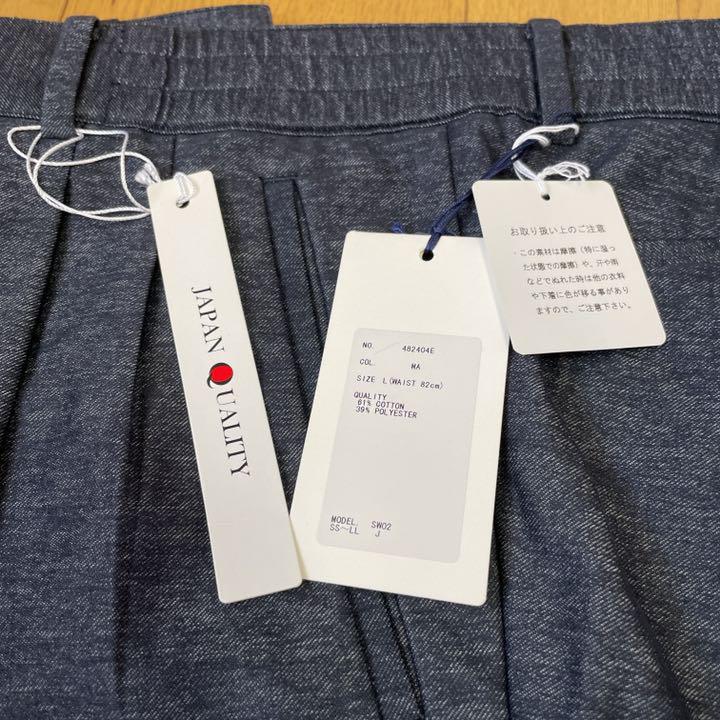 JAPAN QUALITY
NO. 482404E
COL. MA
SIZE L(WAIST 82cm)
QUALITY
61% COTTON
39% POLYESTER
MODEL. SW02
SS～LL J
お取り扱い上のご注意
・この素材は摩擦（特に湿っ
た状態での摩擦）や、汗や雨
などでぬれた時は他の衣料
や下着に色が移る事があり
ますので、ご注意下さい。